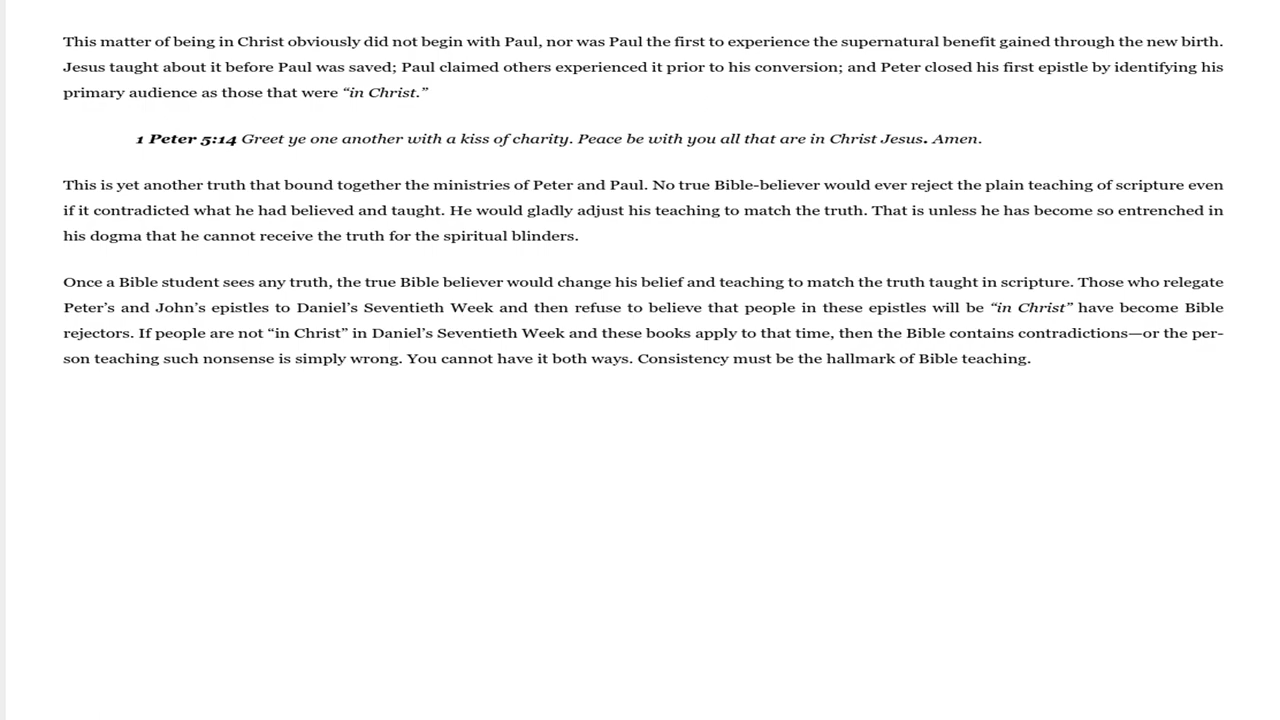 This matter of being in Christ obviously did not begin with Paul, nor was Paul the first to experience the supernatural benefit gained through the new birth.
Jesus taught about it before Paul was saved; Paul claimed others experienced it prior to his conversion; and Peter closed his first epistle by identifying his
primary audience as those that were “in Christ.”
1 Peter 5:14 Greet ye one another with a kiss of charity. Peace be with you all that are in Christ Jesus. Amen.
This is yet another truth that bound together the ministries of Peter and Paul. No true Bible-believer would ever reject the plain teaching of scripture even
if it contradicted what he had believed and taught. He would gladly adjust his teaching to match the truth. That is unless he has become so entrenched in
his dogma that he cannot receive the truth for the spiritual blinders.
Once a Bible student sees any truth, the true Bible believer would change his belief and teaching to match the truth taught in scripture. Those who relegate
Peter’s and John’s epistles to Daniel’s Seventieth Week and then refuse to believe that people in these epistles will be “in Christ” have become Bible
rejectors. If people are not “in Christ” in Daniel’s Seventieth Week and these books apply to that time, then the Bible contains contradictions—or the per-
son teaching such nonsense is simply wrong. You cannot have it both ways. Consistency must be the hallmark of Bible teaching.